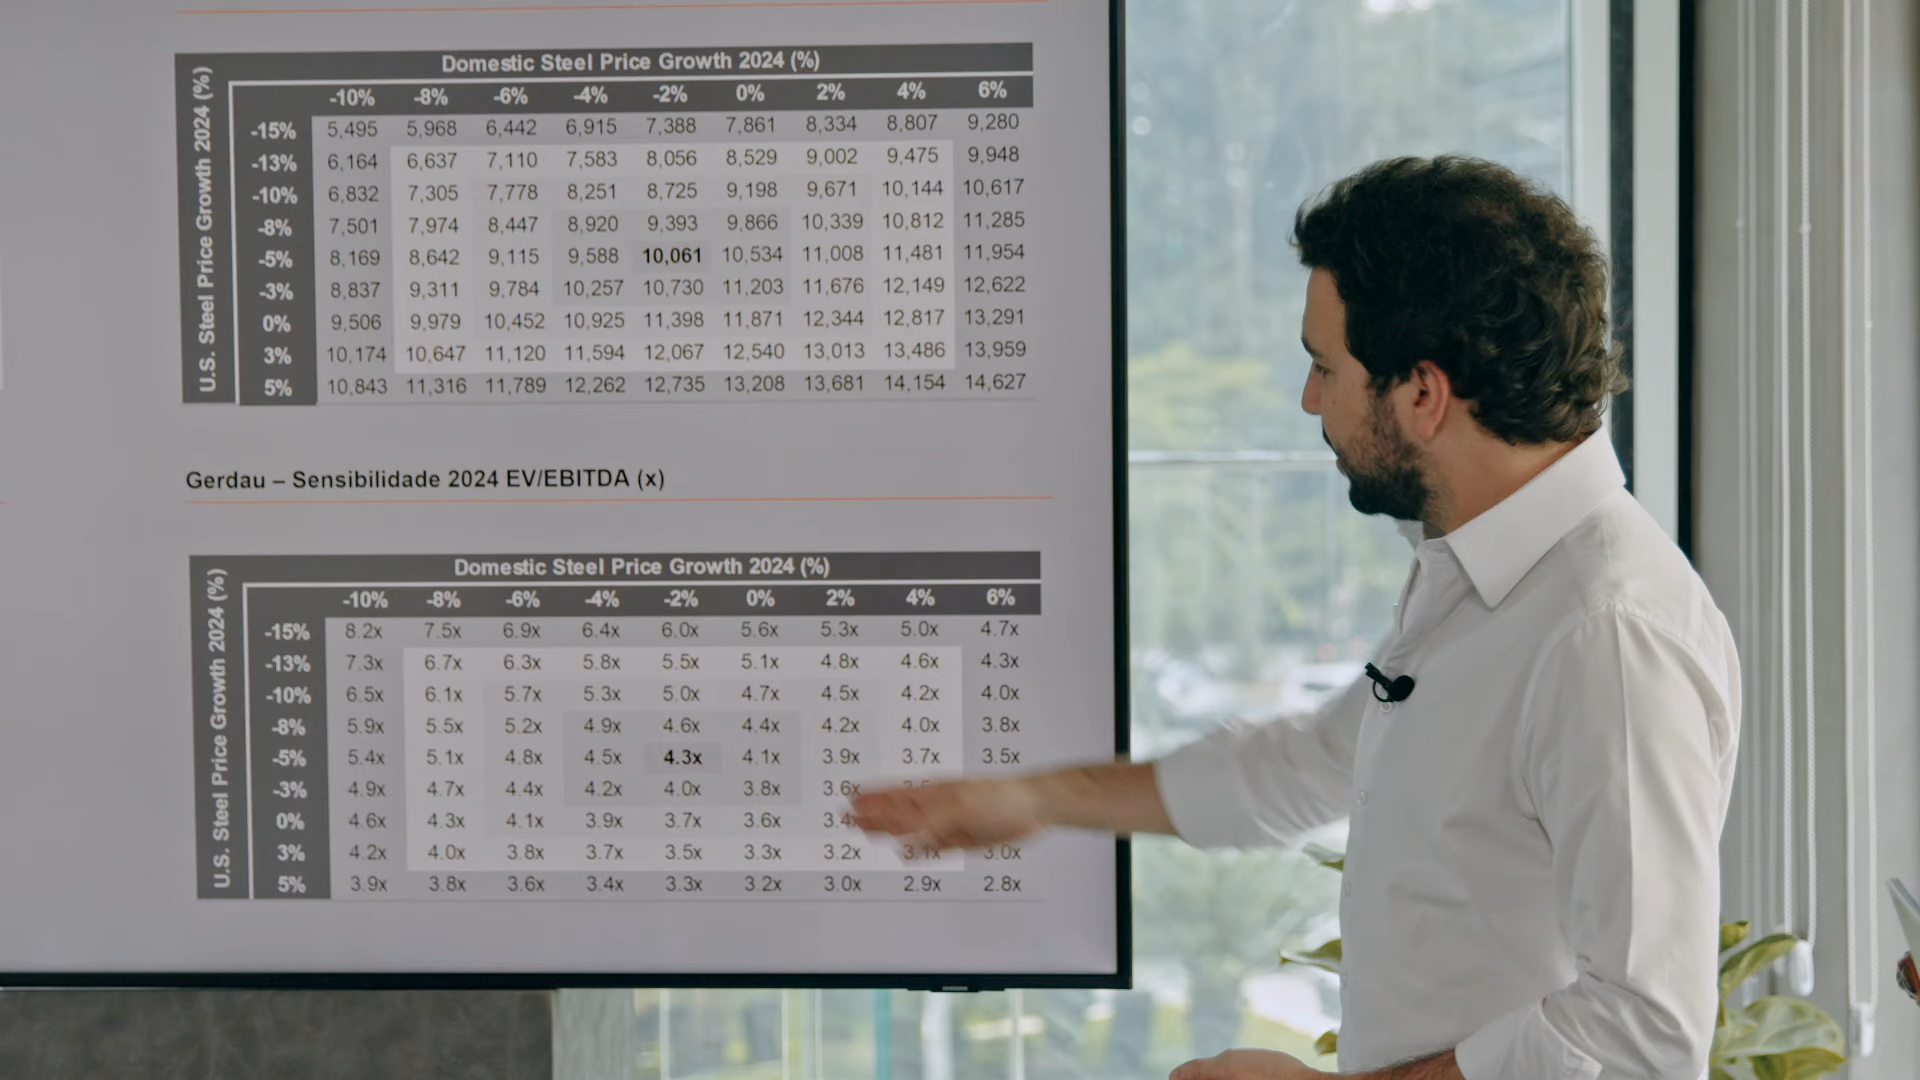 Domestic Steel Price Growth 2024 (%)
U.S. Steel Price Growth 2024 (%)
-10% -8% -6% -4% -2% 0% 2% 4% 6%
-15% 5,495 5,968 6,442 6,915 7,388 7,861 8,334 8,807 9,280
-13% 6,164 6,637 7,110 7,583 8,056 8,529 9,002 9,475 9,948
-10% 6,832 7,305 7,778 8,251 8,725 9,198 9,671 10,144 10,617
-8% 7,501 7,974 8,447 8,920 9,393 9,866 10,339 10,812 11,285
-5% 8,169 8,642 9,115 9,588 10,061 10,534 11,008 11,481 11,954
-3% 8,837 9,311 9,784 10,257 10,730 11,203 11,676 12,149 12,622
0% 9,506 9,979 10,452 10,925 11,398 11,871 12,344 12,817 13,291
3% 10,174 10,647 11,120 11,594 12,067 12,540 13,013 13,486 13,959
5% 10,843 11,316 11,789 12,262 12,735 13,208 13,681 14,154 14,627
Gerdau – Sensibilidade 2024 EV/EBITDA (x)
Domestic Steel Price Growth 2024 (%)
U.S. Steel Price Growth 2024 (%)
-10% -8% -6% -4% -2% 0% 2% 4% 6%
-15% 8.2x 7.5x 6.9x 6.4x 6.0x 5.6x 5.3x 5.0x 4.7x
-13% 7.3x 6.7x 6.3x 5.8x 5.5x 5.1x 4.8x 4.6x 4.3x
-10% 6.5x 6.1x 5.7x 5.3x 5.0x 4.7x 4.5x 4.2x 4.0x
-8% 5.9x 5.5x 5.2x 4.9x 4.6x 4.4x 4.2x 4.0x 3.8x
-5% 5.4x 5.1x 4.8x 4.5x 4.3x 4.1x 3.9x 3.7x 3.5x
-3% 4.9x 4.7x 4.4x 4.2x 4.0x 3.8x 3.6x
0% 4.6x 4.3x 4.1x 3.9x 3.7x 3.6x 3.4x
3% 4.2x 4.0x 3.8x 3.7x 3.5x 3.3x 3.2x 3.1x 3.0x
5% 3.9x 3.8x 3.6x 3.4x 3.3x 3.2x 3.0x 2.9x 2.8x